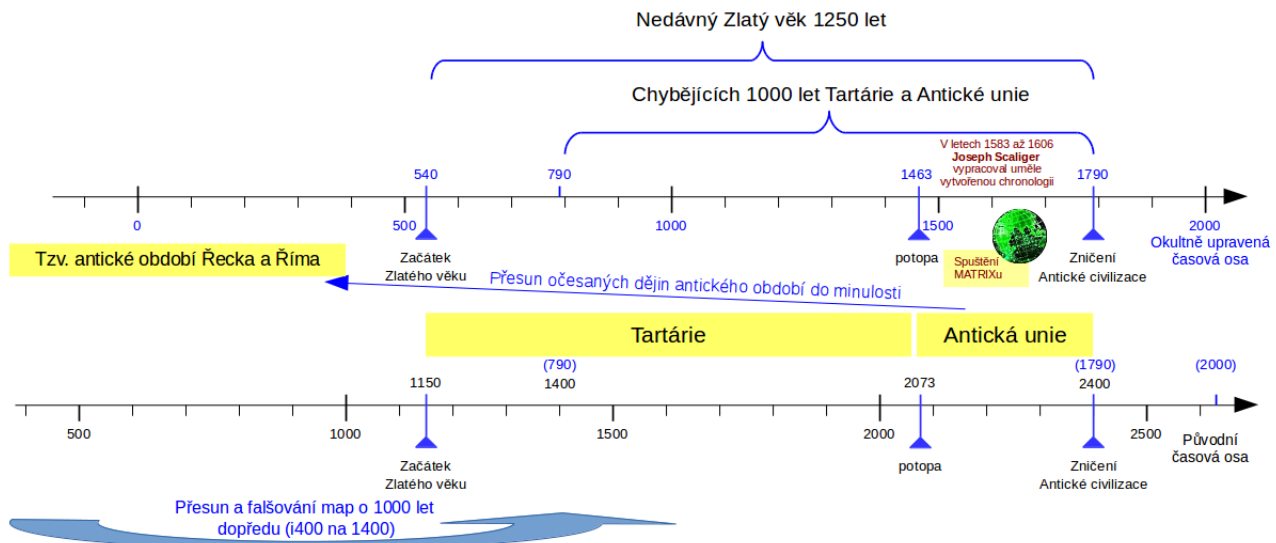 Nedávný Zlatý věk 1250 let
Chybějících 1000 let Tartárie a Antické unie
V letech 1583 až 1606
Joseph Scaliger
vypracoval uměle
vytvořenou chronologii
540
790
1463
1790
0
500
1000
1500
2000
Tzv. antické období Řecka a Říma
Začátek
Zlatého věku
potopa
Spuštění
MATRIXu
Zničení
Antické civilizace
Okultně upravená
časová osa
Přesun očesaných dějin antického období do minulosti
Tartárie
Antická unie
(790)
(1790)
(2000)
1150
1400
2073
2400
500
1000
1500
2000
2500
Začátek
Zlatého věku
potopa
Zničení
Antické civilizace
Původní
časová osa
Přesun a falšování map o 1000 let
dopředu (i400 na 1400)